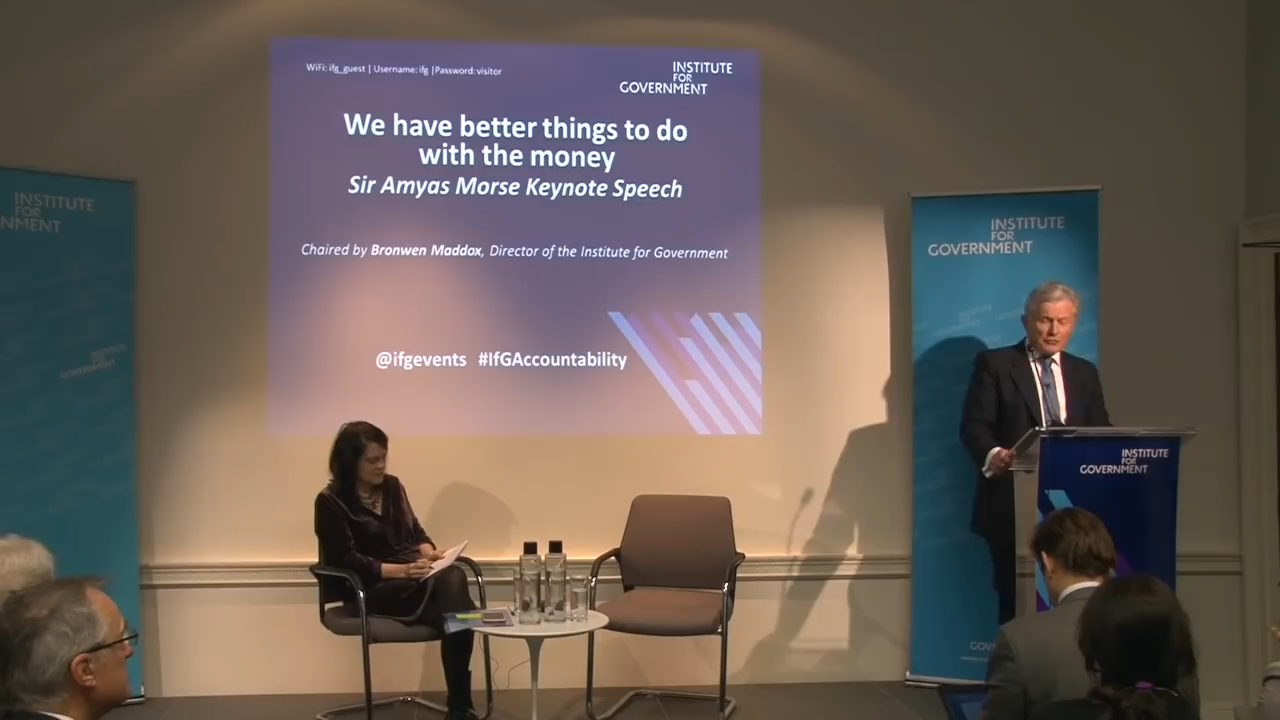 WiFi: ifg_guest | Username: ifg |Password: visitor
INSTITUTE
FOR
GOVERNMENT
We have better things to do
with the money
Sir Amyas Morse Keynote Speech
Chaired by Bronwen Maddox, Director of the Institute for Government
@ifgevents #IfGAccountability
INSTITUTE
FOR
NMENT
INSTITUTE
FOR
GOVERNMENT
INSTITUTE
FOR
GOVERNMENT